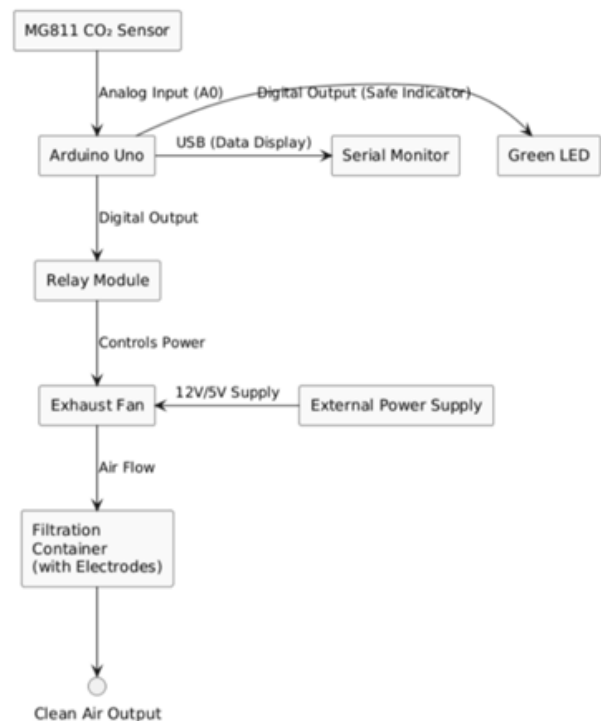 MG811 CO₂ Sensor
Analog Input (A0)
Digital Output (Safe Indicator)
Arduino Uno
USB (Data Display)
Serial Monitor
Green LED
Digital Output
Relay Module
Controls Power
Exhaust Fan
12V/5V Supply
External Power Supply
Air Flow
Filtration
Container
(with Electrodes)
Clean Air Output